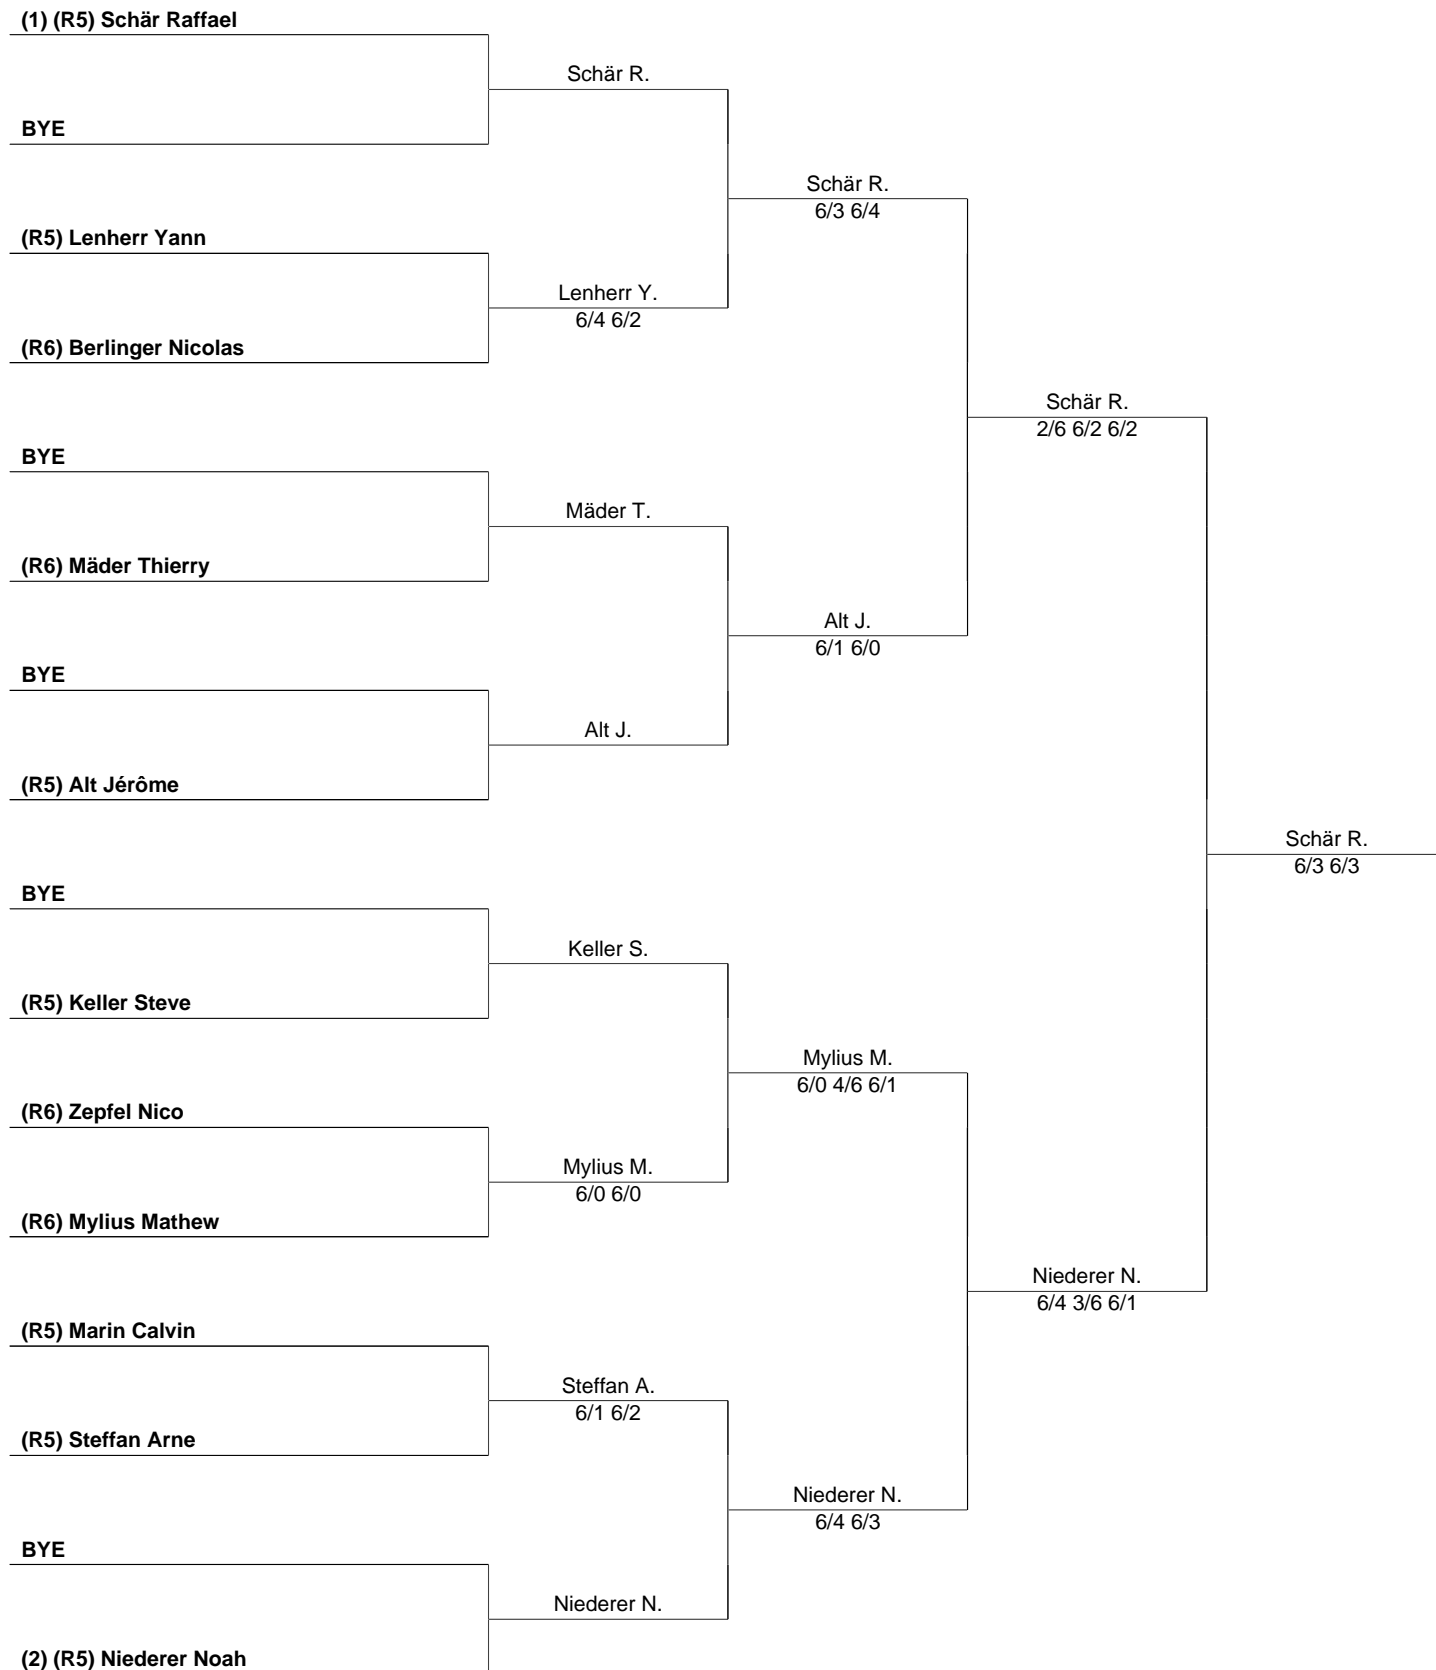 (1) (R5) Schär Raffael
Schär R.
BYE
Schär R.
6/3 6/4
(R5) Lenherr Yann
Lenherr Y.
6/4 6/2
(R6) Berlinger Nicolas
Schär R.
2/6 6/2 6/2
BYE
Mäder T.
(R6) Mäder Thierry
Alt J.
6/1 6/0
BYE
Alt J.
(R5) Alt Jérôme
Schär R.
6/3 6/3
BYE
Keller S.
(R5) Keller Steve
Mylius M.
6/0 4/6 6/1
(R6) Zepfel Nico
Mylius M.
6/0 6/0
(R6) Mylius Mathew
Niederer N.
6/4 3/6 6/1
(R5) Marin Calvin
Steffan A.
6/1 6/2
(R5) Steffan Arne
Niederer N.
6/4 6/3
BYE
Niederer N.
(2) (R5) Niederer Noah